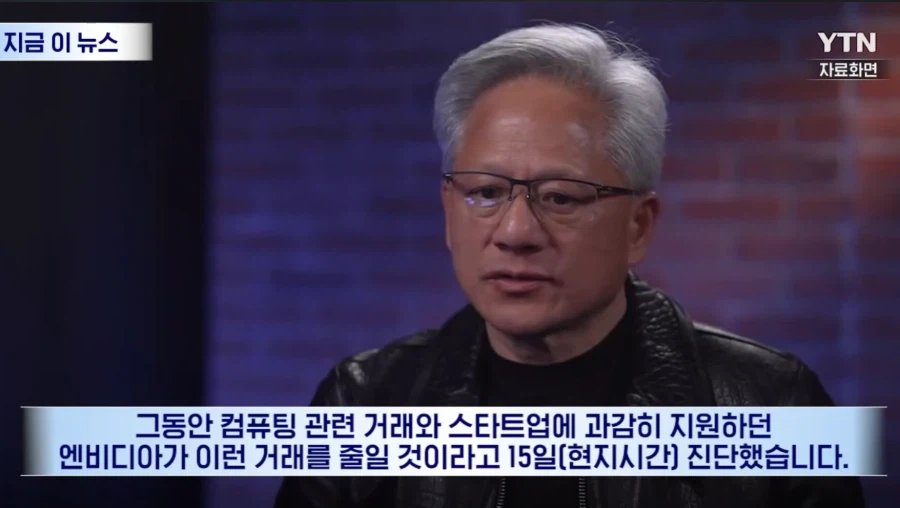 지금 이 뉴스
YTN
자료화면
그동안 컴퓨팅 관련 거래와 스타트업에 과감히 지원하던
엔비디아가 이런 거래를 줄일 것이라고 15일(현지시간) 진단했습니다.